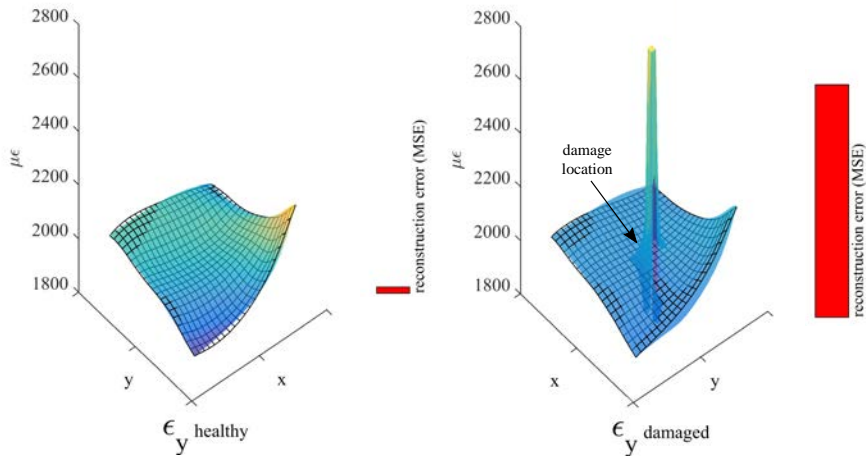 2800
2600
2400
2200
2000
1800
με
y
x
ϵy healthy
reconstruction error (MSE)
2800
2600
2400
2200
2000
1800
με
damage
location
x
y
ϵy damaged
reconstruction error (MSE)